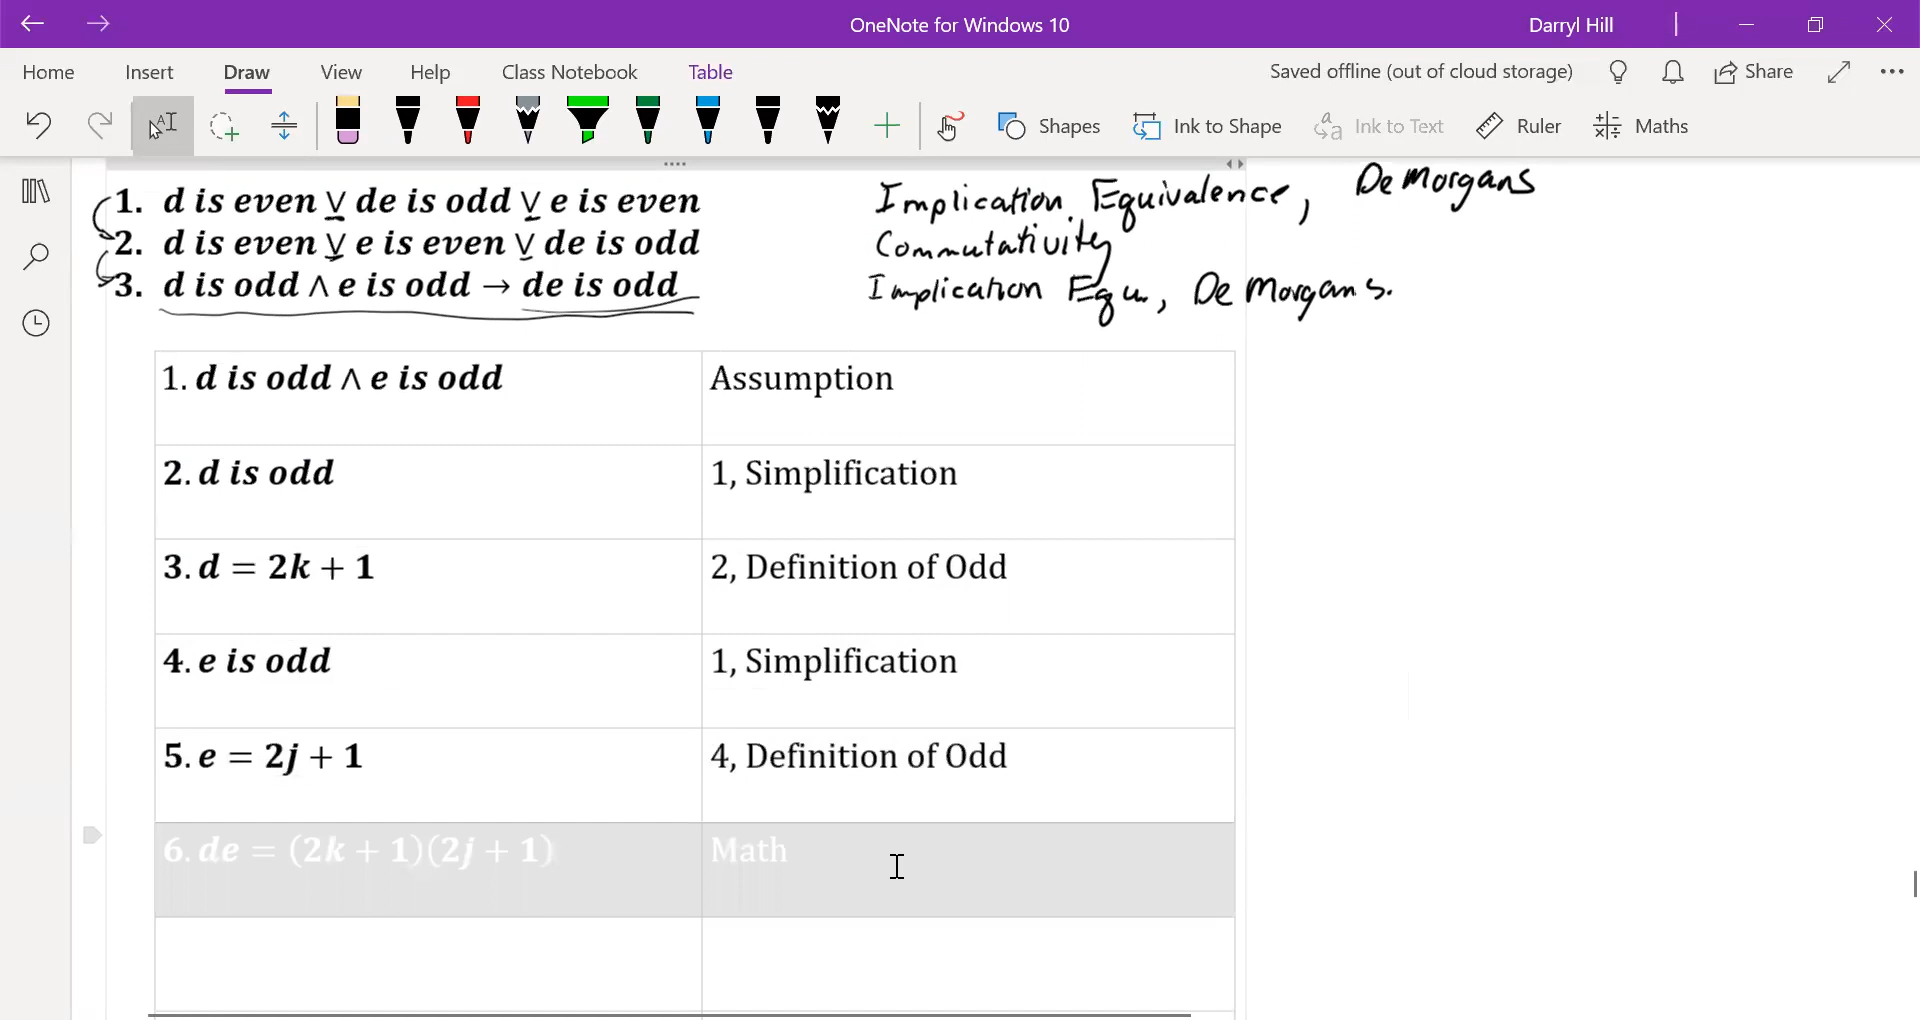 OneNote for Windows 10
Darryl Hill
Home Insert Draw View Help Class Notebook Table
Saved offline (out of cloud storage) Share
Shapes Ink to Shape Ink to Text Ruler Maths
1. d is even ∨ de is odd ∨ e is even Implication Equivalence, DeMorgans
2. d is even ∨ e is even ∨ de is odd Commutativity
3. d is odd ∧ e is odd → de is odd Implication Equ., DeMorgans.
1. d is odd ∧ e is odd Assumption
2. d is odd 1, Simplification
3. d = 2k + 1 2, Definition of Odd
4. e is odd 1, Simplification
5. e = 2j + 1 4, Definition of Odd
6. de = (2k + 1)(2j + 1) Math